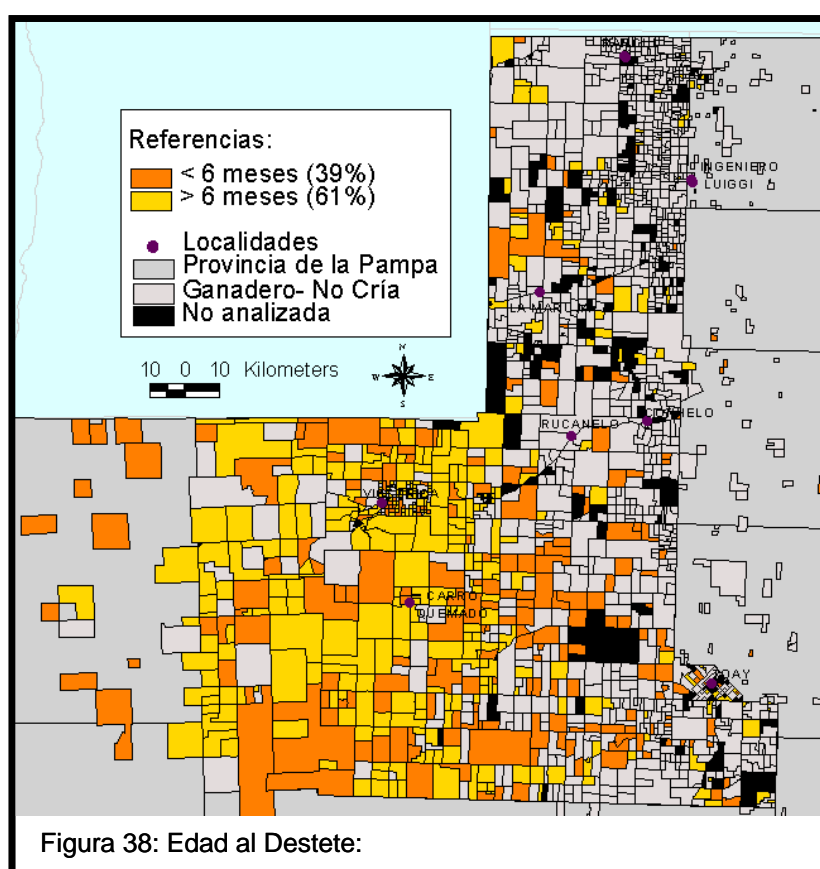 Referencias:
< 6 meses (39%)
> 6 meses (61%)
Localidades
Provincia de la Pampa
Ganadero- No Cría
No analizada
10 0 10 Kilometers
N
W E
S
INGENIERO
LUIGGI
RUCANELO
CARRO
QUEMADO
Figura 38: Edad al Destete: